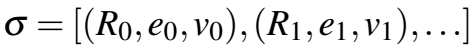 σ = [(R₀, e₀, v₀), (R₁, e₁, v₁), …]